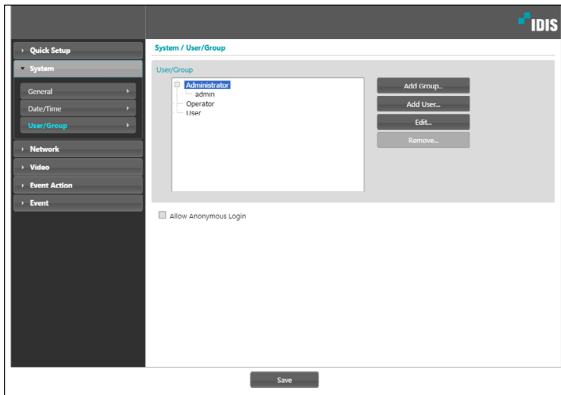 IDIS
Quick Setup
System
General
Date/Time
User/Group
Network
Video
Event Action
Event
System / User/Group
User/Group
Administrator
admin
Operator
User
Add Group...
Add User...
Edit...
Remove...
Allow Anonymous Login
Save